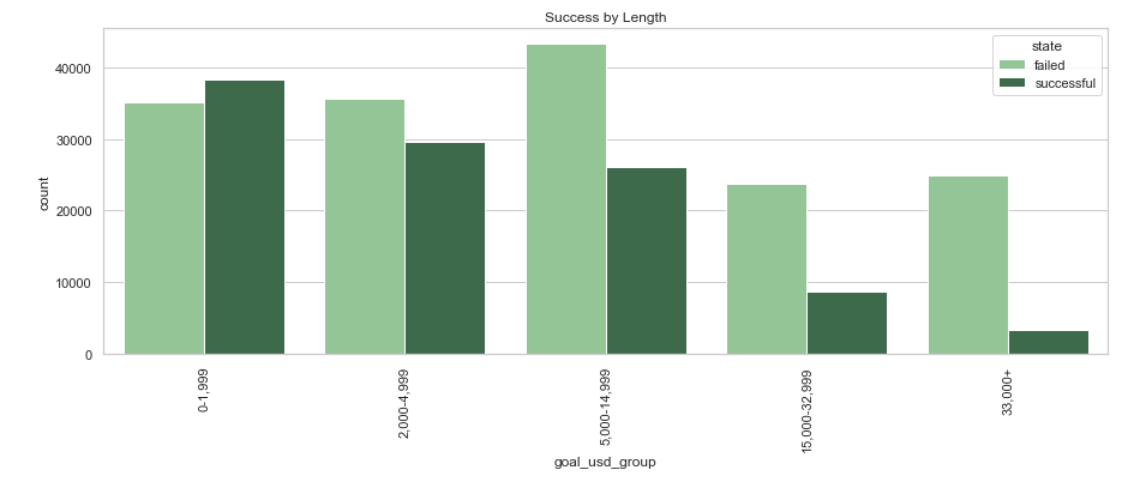 Success by Length
state
failed
successful
count
40000
30000
20000
10000
0
0-1,999
2,000-4,999
5,000-14,999
15,000-32,999
33,000+
goal_usd_group